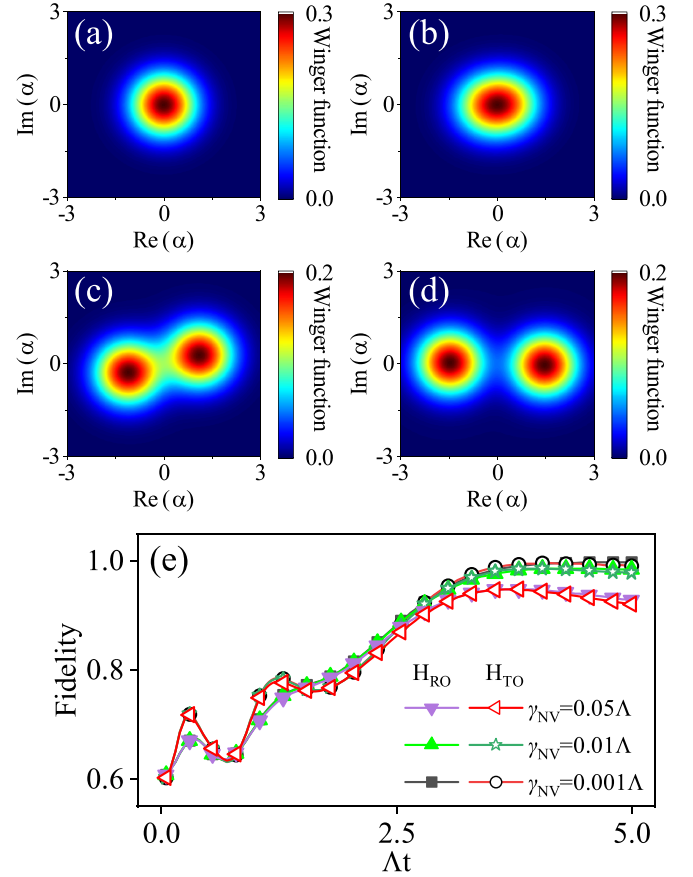 (a)
3
0
-3
Im (α)
-3
0
3
Re (α)
0.3
0.0
Winger function
(b)
3
0
-3
Im (α)
-3
0
3
Re (α)
0.3
0.0
Winger function
(c)
3
0
-3
Im (α)
-3
0
3
Re (α)
0.2
0.0
Winger function
(d)
3
0
-3
Im (α)
-3
0
3
Re (α)
0.2
0.0
Winger function
(e)
1.0
0.8
0.6
Fidelity
H_RO H_TO
γ_NV=0.05Λ
γ_NV=0.01Λ
γ_NV=0.001Λ
0.0 2.5 5.0
Λt